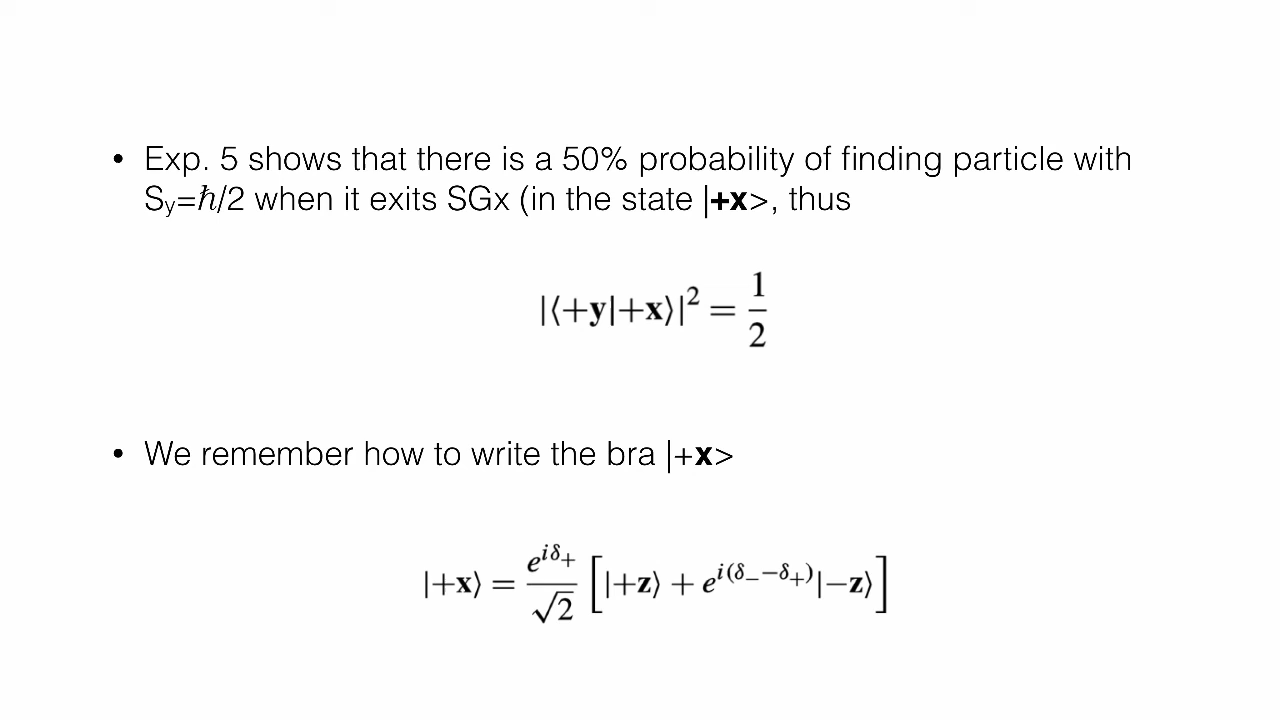 • Exp. 5 shows that there is a 50% probability of finding particle with
S_y=ℏ/2 when it exits SGx (in the state |+x>, thus
|⟨+y|+x⟩|² = 1/2
• We remember how to write the bra |+x>
|+x⟩ = e^{iδ₊}/√2 [|+z⟩ + e^{i(δ₋−δ₊)}|−z⟩]